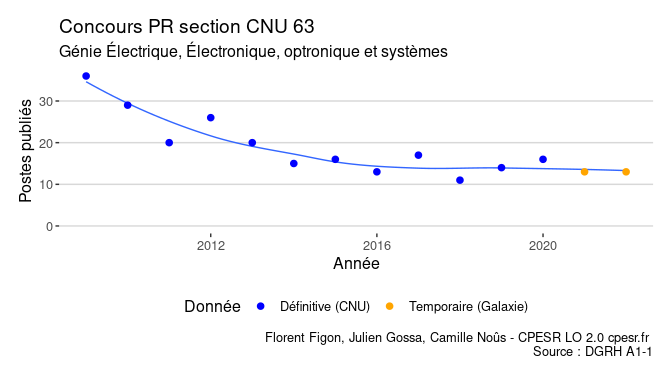 Concours PR section CNU 63
Génie Électrique, Électronique, optronique et systèmes
Postes publiés
30
20
10
0
2012
2016
2020
Année
Donnée
Définitive (CNU)
Temporaire (Galaxie)
Florent Figon, Julien Gossa, Camille Noûs - CPESR LO 2.0 cpesr.fr
Source : DGRH A1-1